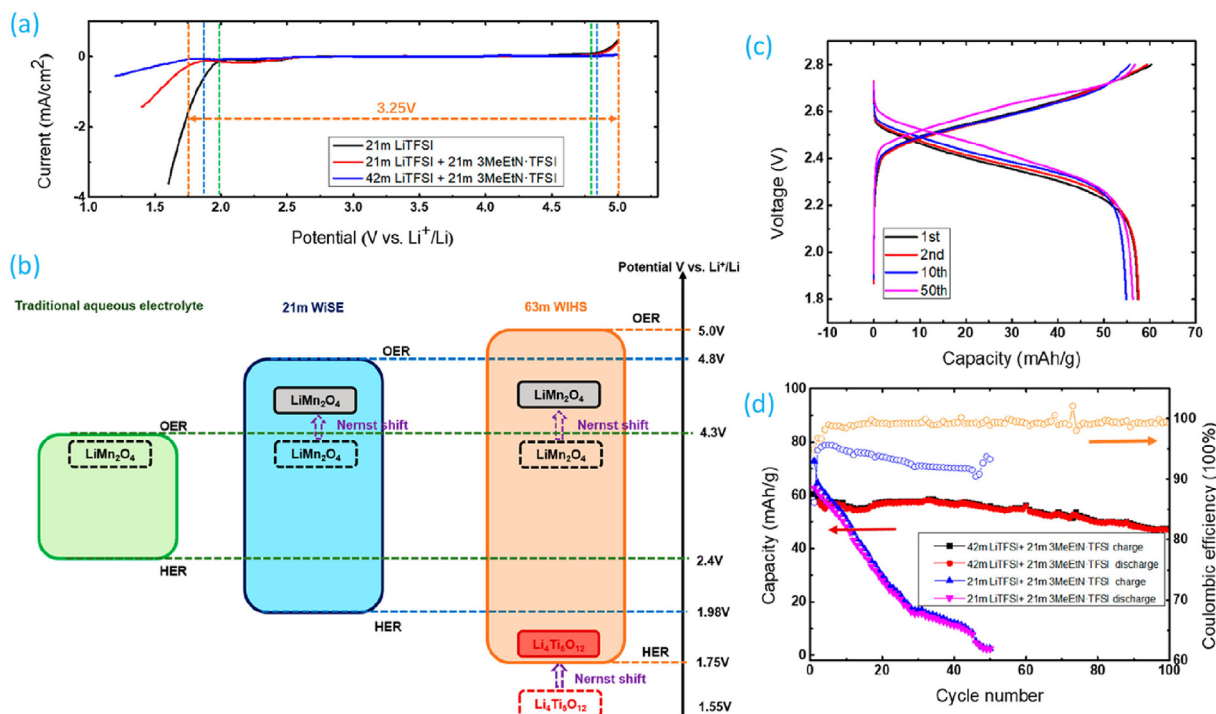 (a)
Current (mA/cm²)
1
0
-1
-2
-3
-4
3.25V
21m LiTFSI
21m LiTFSI + 21m 3MeEtN·TFSI
42m LiTFSI + 21m 3MeEtN·TFSI
1.0 1.5 2.0 2.5 3.0 3.5 4.0 4.5 5.0
Potential (V vs. Li⁺/Li)
(b)
Potential V vs. Li⁺/Li
Traditional aqueous electrolyte
21m WiSE
63m WIHS
OER
5.0V
OER
4.8V
LiMn₂O₄
LiMn₂O₄
Nernst shift
Nernst shift
OER
4.3V
LiMn₂O₄
LiMn₂O₄
LiMn₂O₄
HER
2.4V
HER
1.98V
Li₄Ti₅O₁₂
HER
1.75V
Nernst shift
Li₄Ti₅O₁₂
1.55V
(c)
Voltage (V)
2.8
2.6
2.4
2.2
2.0
1.8
1st
2nd
10th
50th
-10 0 10 20 30 40 50 60 70
Capacity (mAh/g)
(d)
Capacity (mAh/g)
100
90
80
70
60
50
40
30
20
10
0
42m LiTFSI+ 21m 3MeEtN·TFSI charge
42m LiTFSI+ 21m 3MeEtN·TFSI discharge
21m LiTFSI+ 21m 3MeEtN·TFSI charge
21m LiTFSI+ 21m 3MeEtN·TFSI discharge
0 20 40 60 80 100
Cycle number
100
90
80
70
60
Coulombic efficiency (100%)